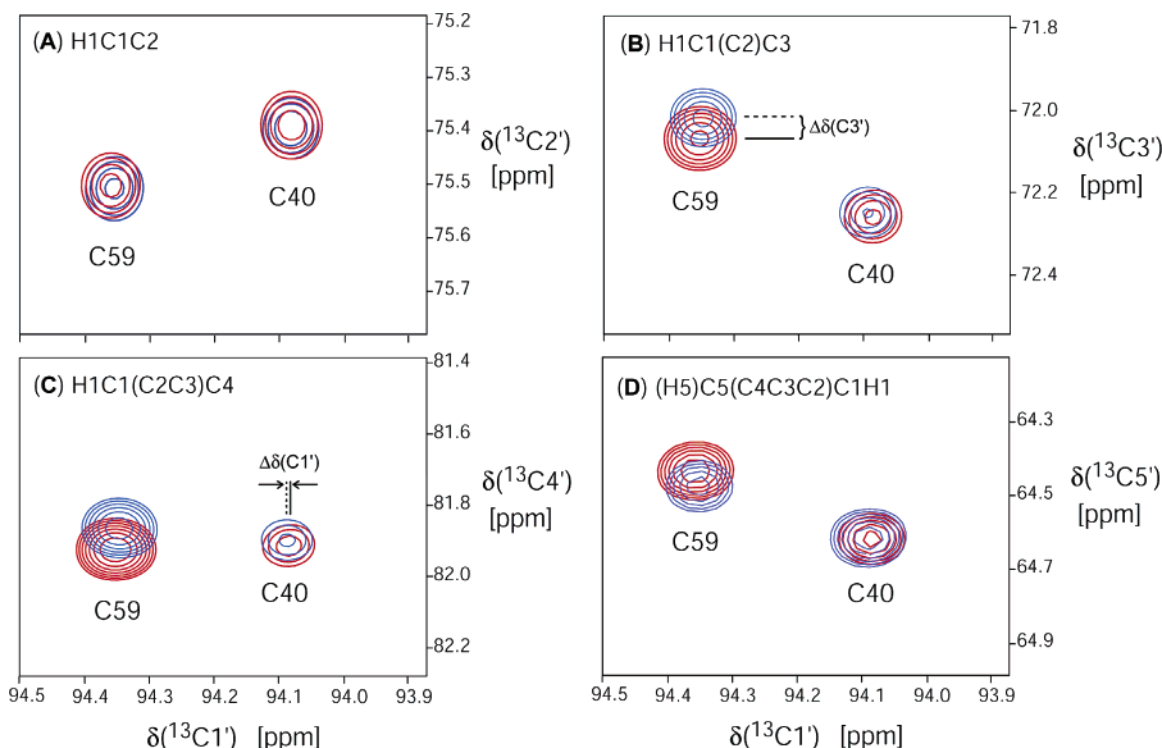 (A) H1C1C2
C59
C40
75.2
75.3
75.4
75.5
75.6
75.7
δ(¹³C2')
[ppm]
(B) H1C1(C2)C3
Δδ(C3')
C59
C40
71.8
72.0
72.2
72.4
δ(¹³C3')
[ppm]
(C) H1C1(C2C3)C4
Δδ(C1')
C59
C40
81.4
81.6
81.8
82.0
82.2
δ(¹³C4')
[ppm]
94.5
94.4
94.3
94.2
94.1
94.0
93.9
δ(¹³C1') [ppm]
(D) (H5)C5(C4C3C2)C1H1
C59
C40
64.3
64.5
64.7
64.9
δ(¹³C5')
[ppm]
94.5
94.4
94.3
94.2
94.1
94.0
93.9
δ(¹³C1') [ppm]